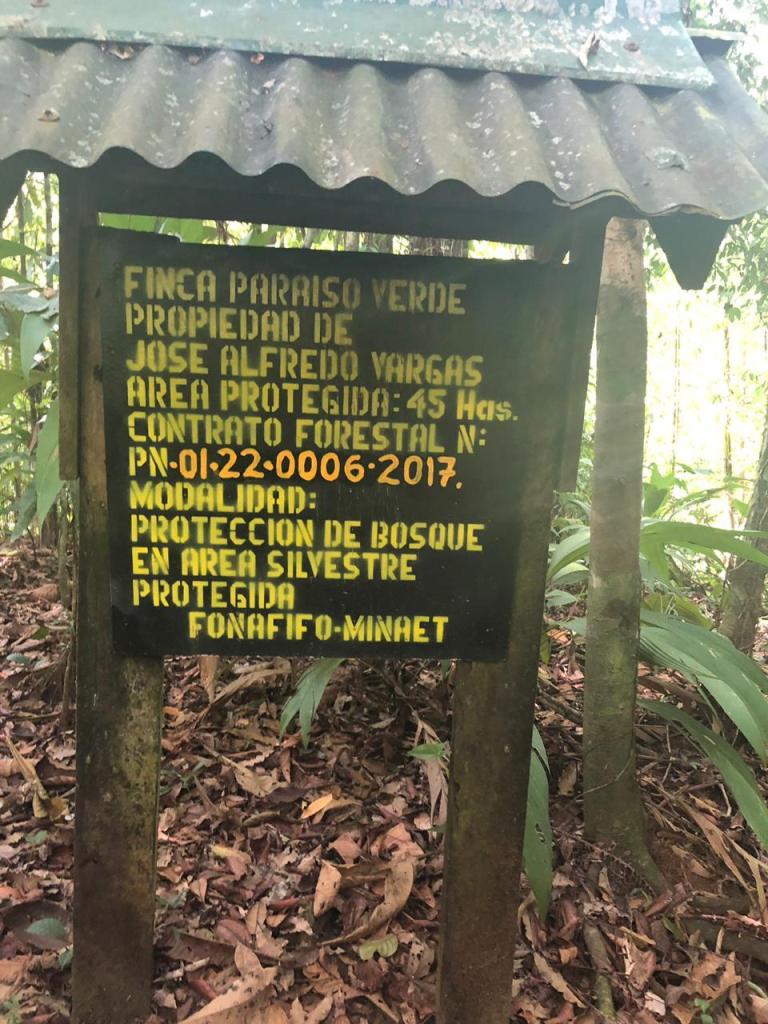 FINCA PARAISO VERDE
PROPIEDAD DE
JOSE ALFREDO VARGAS
AREA PROTEGIDA: 45 Has.
CONTRATO FORESTAL N:
PN-01-22-0006-2017.
MODALIDAD:
PROTECCION DE BOSQUE
EN AREA SILVESTRE
PROTEGIDA
FONAFIFO-MINAET